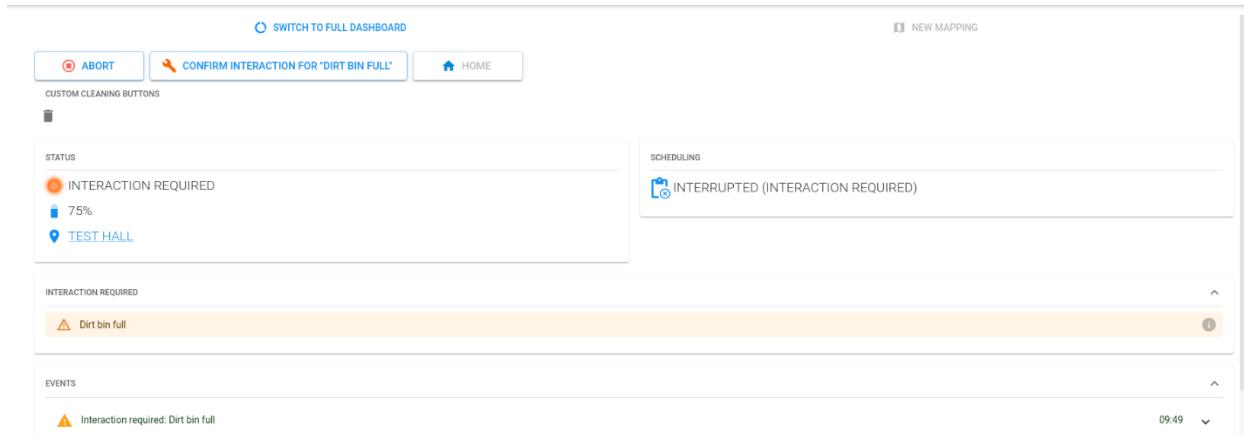 SWITCH TO FULL DASHBOARD
NEW MAPPING
ABORT
CONFIRM INTERACTION FOR "DIRT BIN FULL"
HOME
CUSTOM CLEANING BUTTONS
STATUS
INTERACTION REQUIRED
75%
TEST HALL
SCHEDULING
INTERRUPTED (INTERACTION REQUIRED)
INTERACTION REQUIRED
Dirt bin full
EVENTS
Interaction required: Dirt bin full
09:49